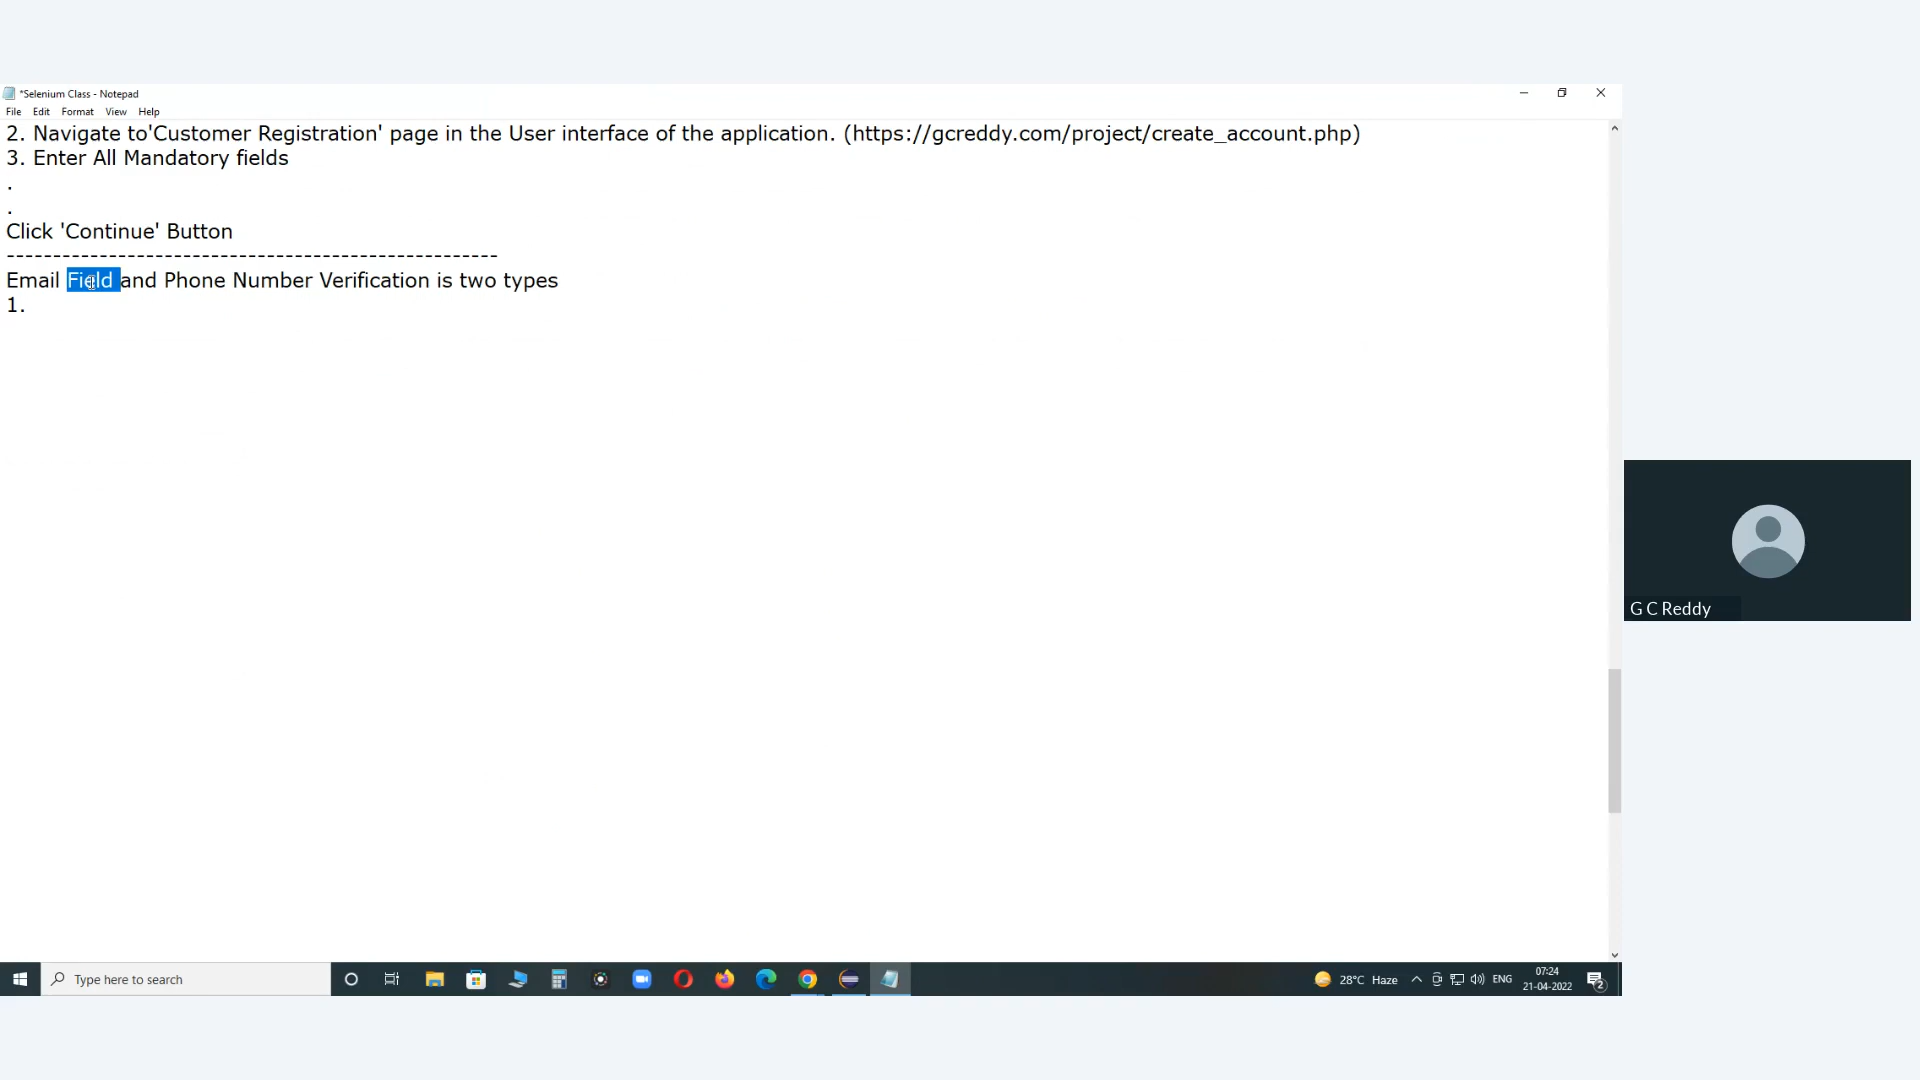 *Selenium Class - Notepad
File Edit Format View Help
2. Navigate to'Customer Registration' page in the User interface of the application. (https://gcreddy.com/project/create_account.php)
3. Enter All Mandatory fields
.
.
Click 'Continue' Button
-----------------------------------------------------
Email Field and Phone Number Verification is two types
1.
G C Reddy
Type here to search
28°C Haze
ENG
07:24
21-04-2022
2